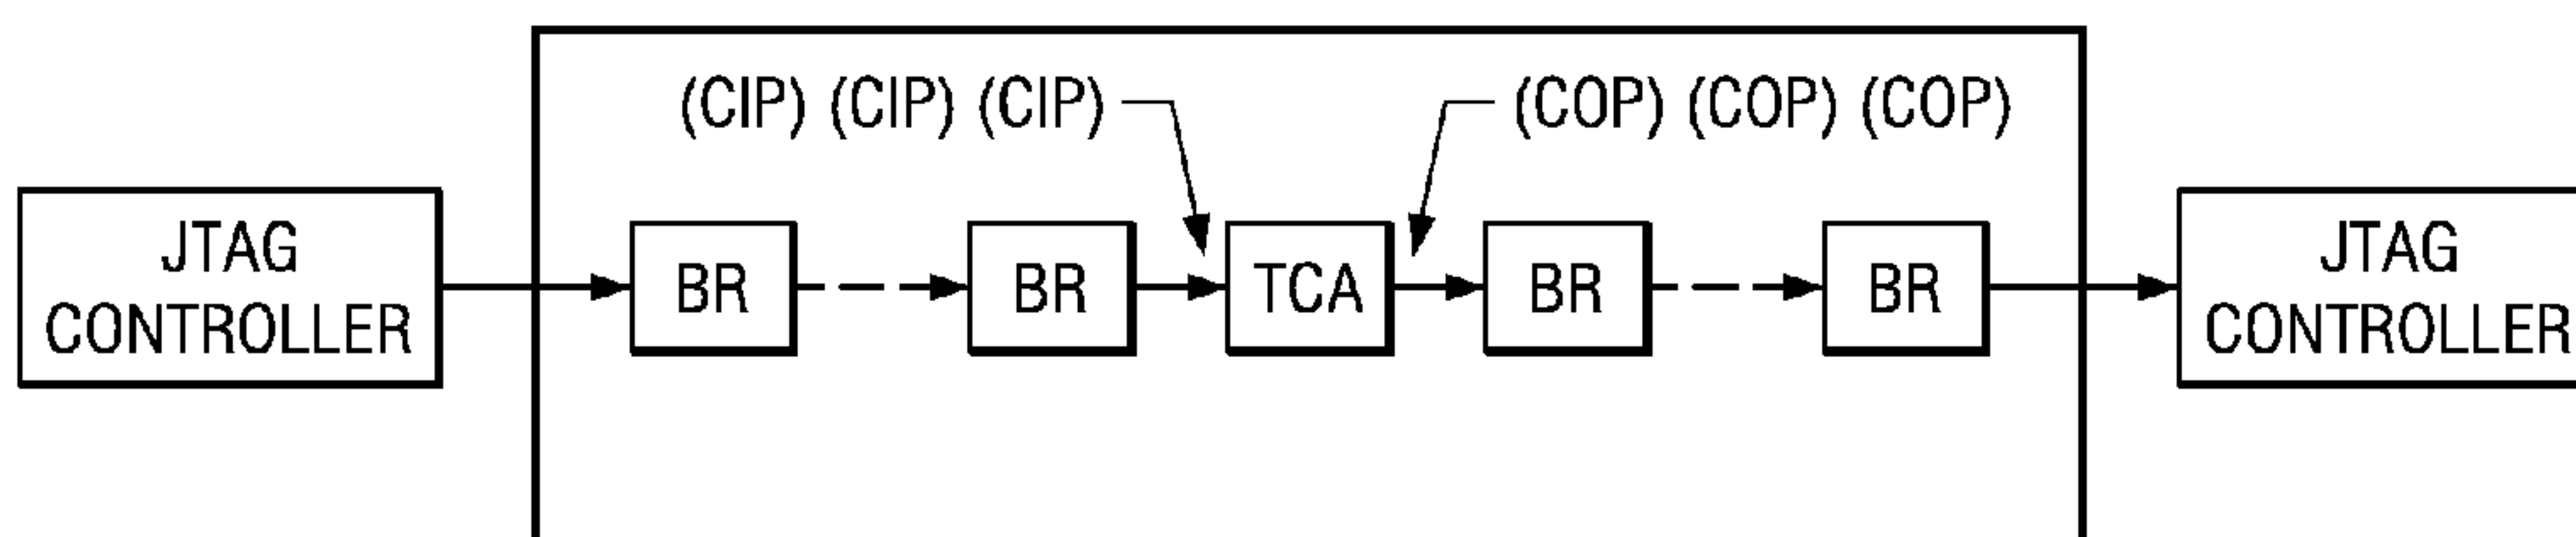 (CIP) (CIP) (CIP)
(COP) (COP) (COP)
JTAG
CONTROLLER
BR
BR
TCA
BR
BR
JTAG
CONTROLLER